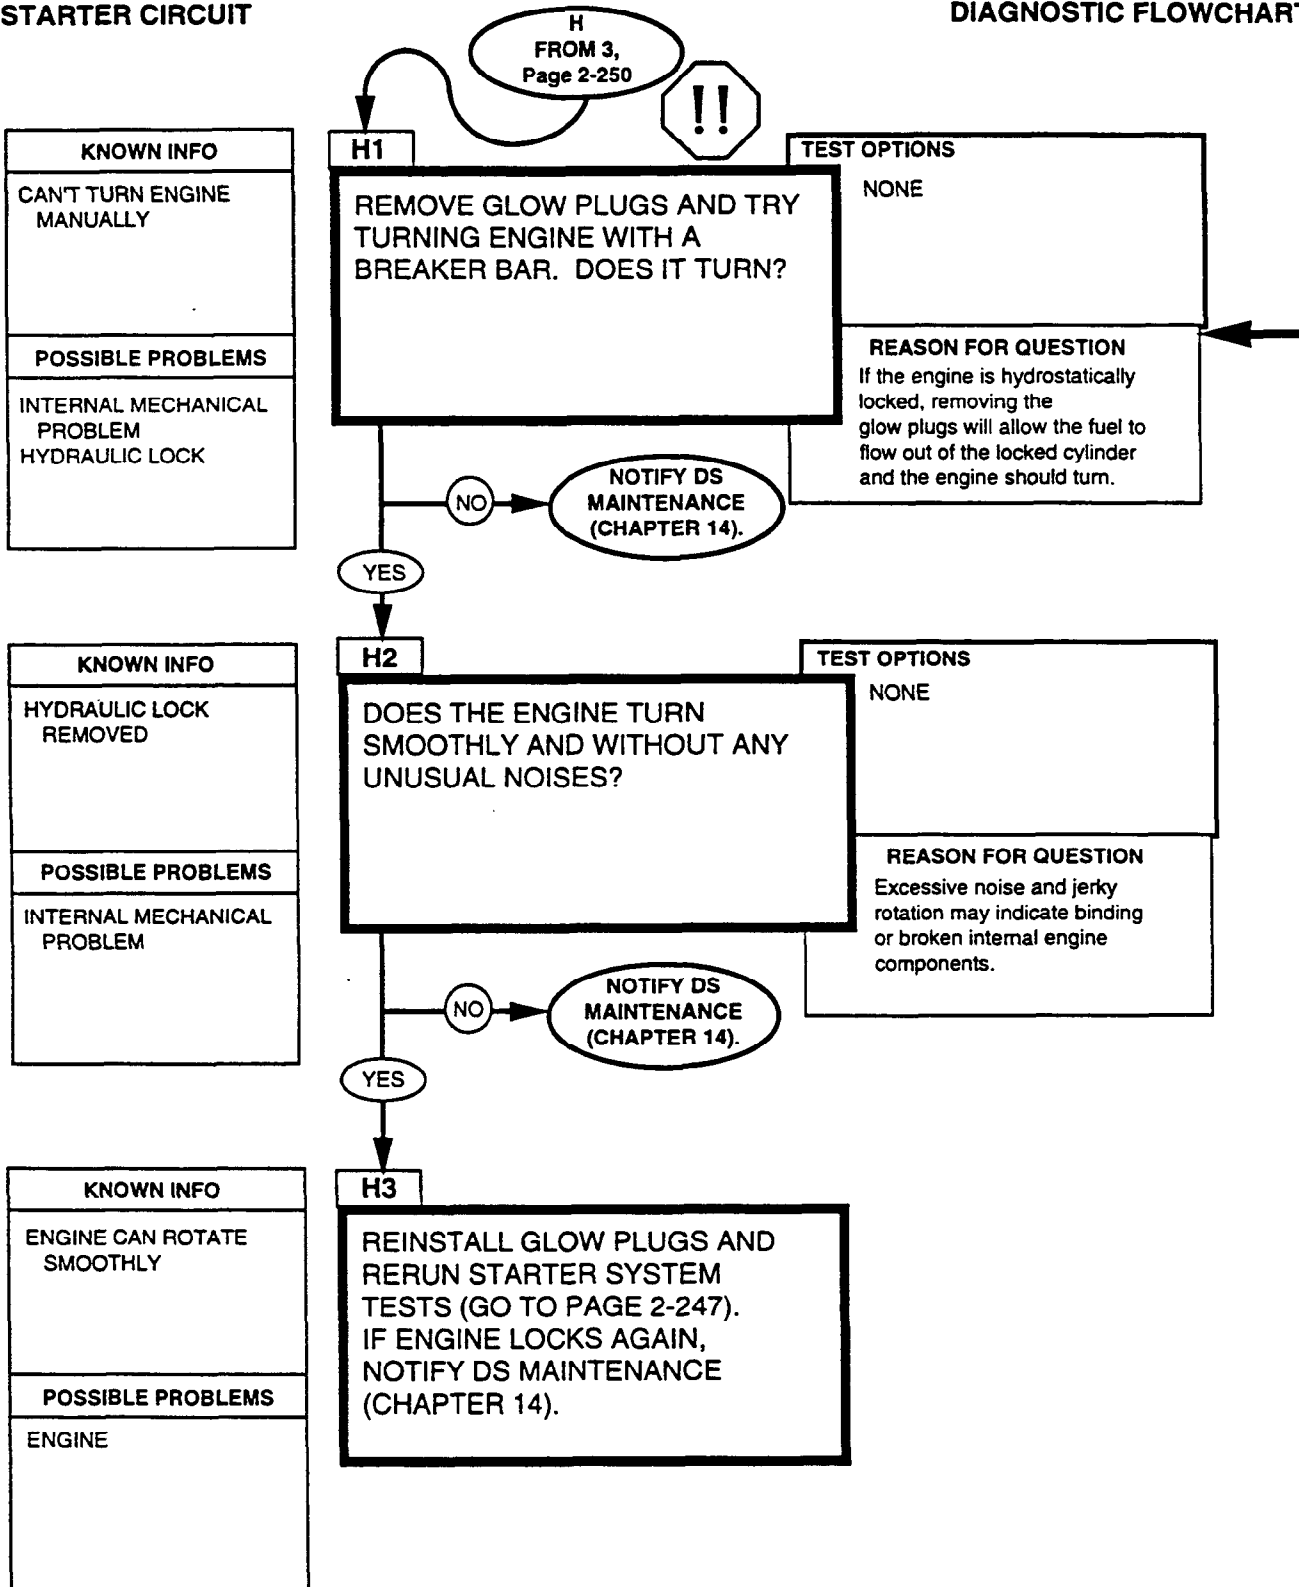 STARTER CIRCUIT
DIAGNOSTIC FLOWCHART
H
FROM 3,
Page 2-250
!!
KNOWN INFO
CAN'T TURN ENGINE
MANUALLY
POSSIBLE PROBLEMS
INTERNAL MECHANICAL
PROBLEM
HYDRAULIC LOCK
H1
REMOVE GLOW PLUGS AND TRY
TURNING ENGINE WITH A
BREAKER BAR. DOES IT TURN?
TEST OPTIONS
NONE
REASON FOR QUESTION
If the engine is hydrostatically
locked, removing the
glow plugs will allow the fuel to
flow out of the locked cylinder
and the engine should turn.
NO
NOTIFY DS
MAINTENANCE
(CHAPTER 14).
YES
KNOWN INFO
HYDRAULIC LOCK
REMOVED
POSSIBLE PROBLEMS
INTERNAL MECHANICAL
PROBLEM
H2
DOES THE ENGINE TURN
SMOOTHLY AND WITHOUT ANY
UNUSUAL NOISES?
TEST OPTIONS
NONE
REASON FOR QUESTION
Excessive noise and jerky
rotation may indicate binding
or broken internal engine
components.
NO
NOTIFY DS
MAINTENANCE
(CHAPTER 14).
YES
KNOWN INFO
ENGINE CAN ROTATE
SMOOTHLY
POSSIBLE PROBLEMS
ENGINE
H3
REINSTALL GLOW PLUGS AND
RERUN STARTER SYSTEM
TESTS (GO TO PAGE 2-247).
IF ENGINE LOCKS AGAIN,
NOTIFY DS MAINTENANCE
(CHAPTER 14).